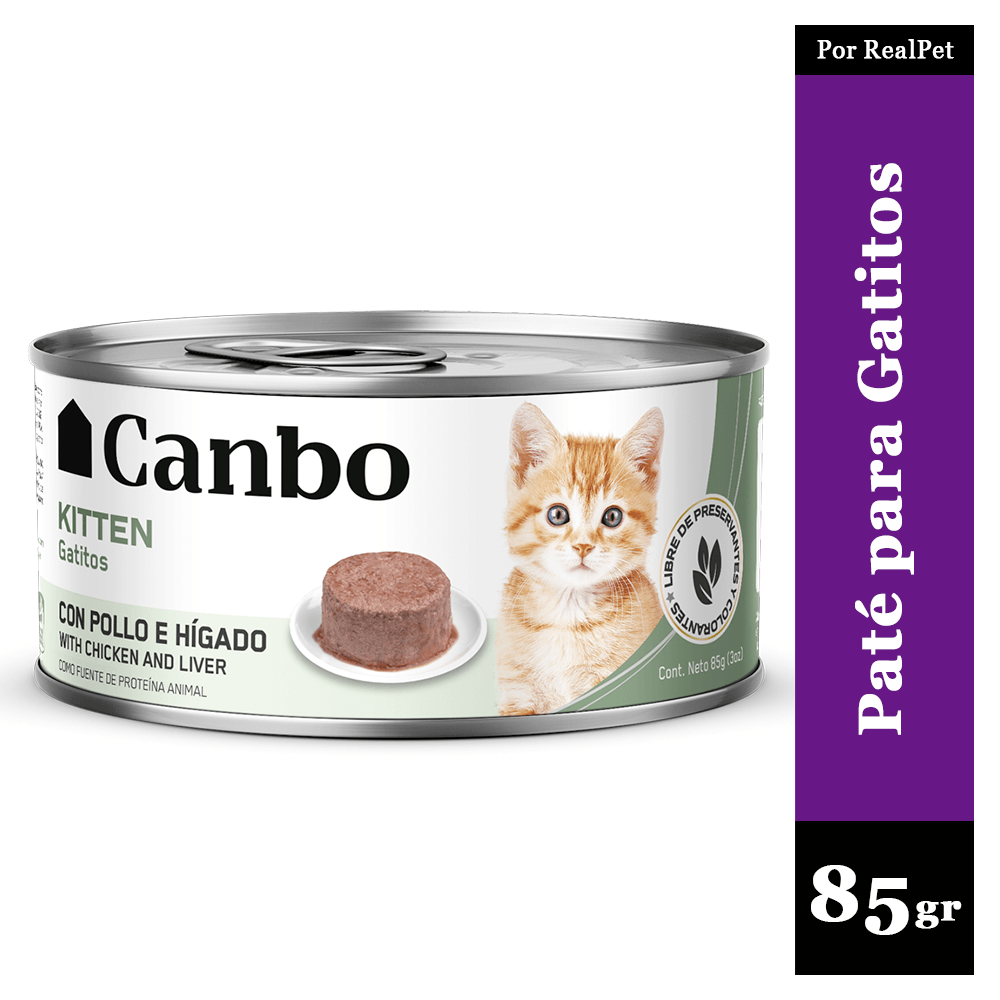 Por RealPet
Canbo
KITTEN
Gatitos
CON POLLO E HÍGADO
WITH CHICKEN AND LIVER
COMO FUENTE DE PROTEÍNA ANIMAL
LIBRE DE PRESERVANTES Y COLORANTES
Cont. Neto 85g (3oz)
Paté para Gatitos
85gr